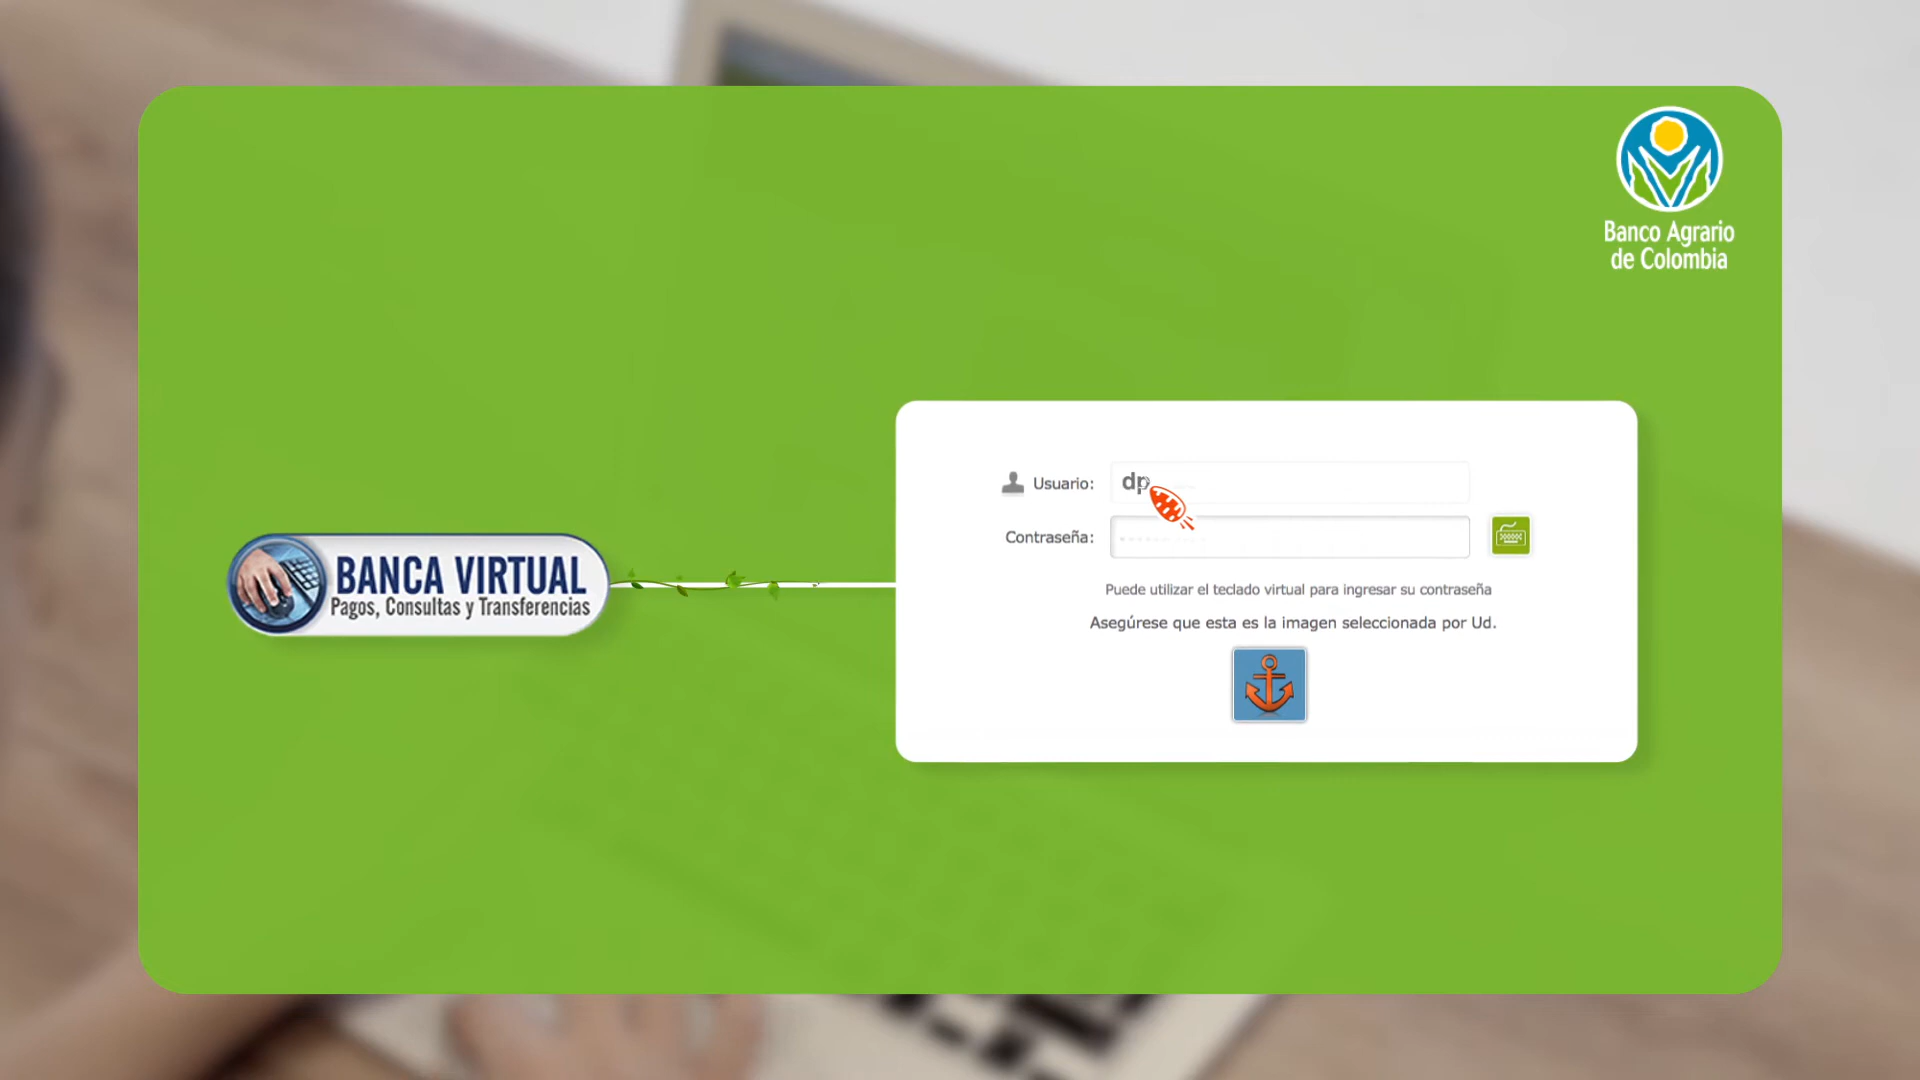 Banco Agrario
de Colombia
Usuario: dp
Contraseña:
Puede utilizar el teclado virtual para ingresar su contraseña
Asegúrese que esta es la imagen seleccionada por Ud.
BANCA VIRTUAL
Pagos, Consultas y Transferencias